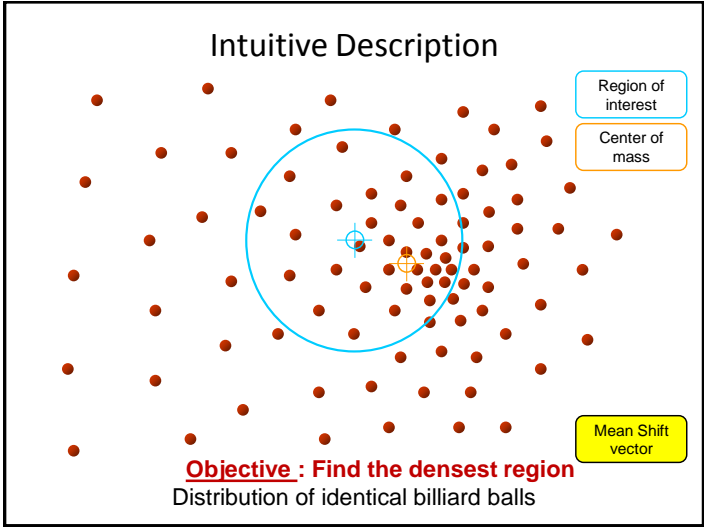 Intuitive Description
Region of
interest
Center of
mass
Mean Shift
vector
Objective : Find the densest region
Distribution of identical billiard balls